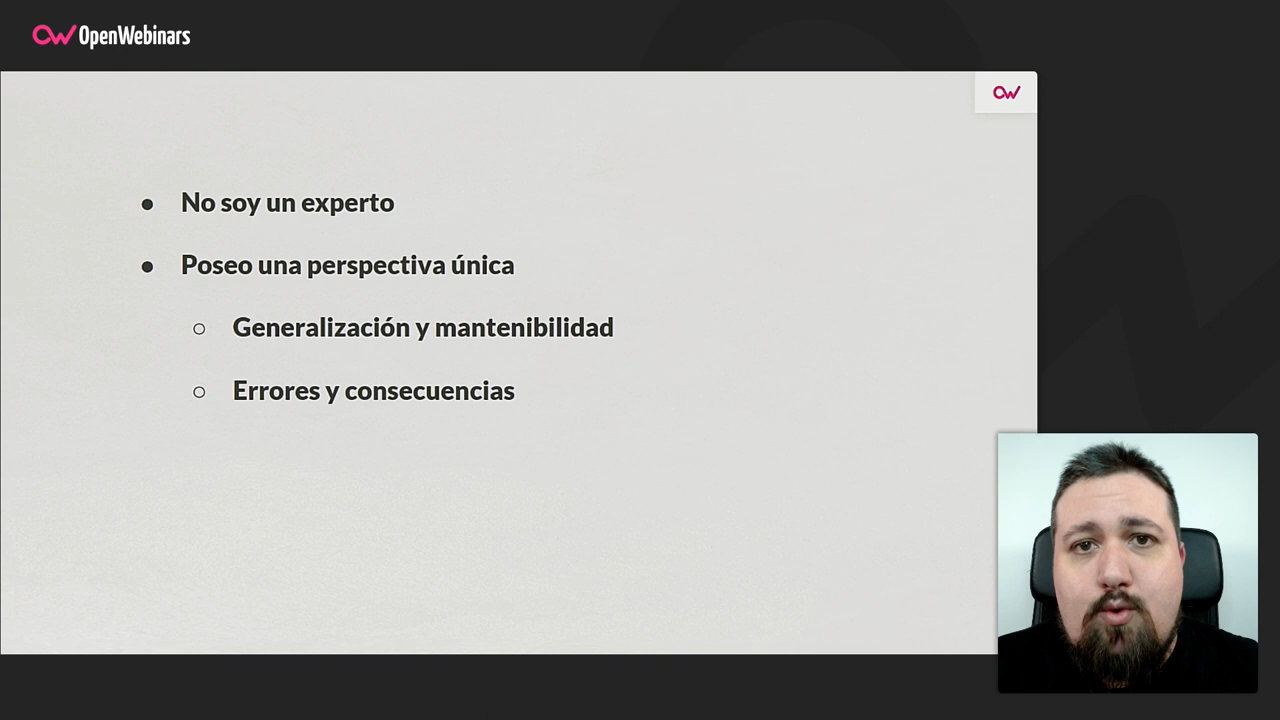 OpenWebinars
No soy un experto
Poseo una perspectiva única
Generalización y mantenibilidad
Errores y consecuencias